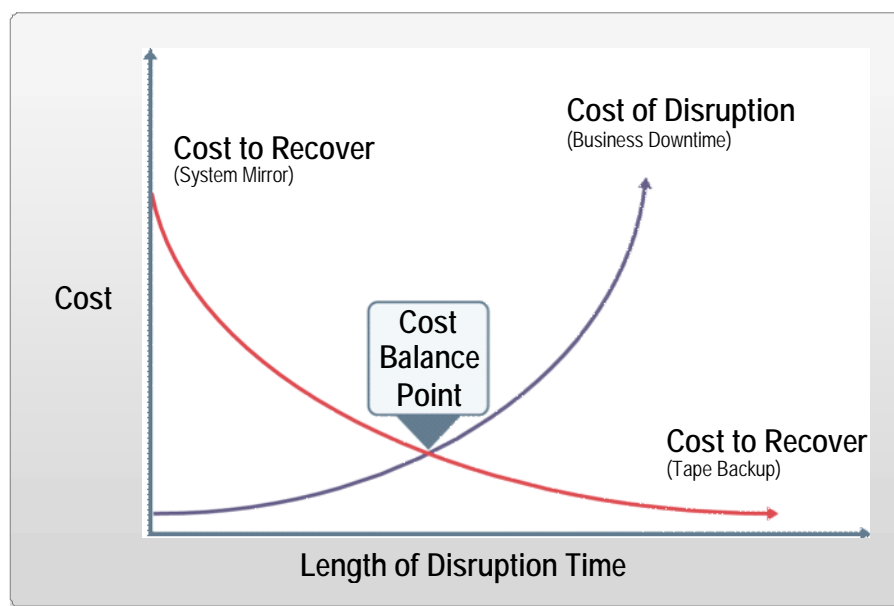 Cost of Disruption
(Business Downtime)
Cost to Recover
(System Mirror)
Cost
Cost
Balance
Point
Cost to Recover
(Tape Backup)
Length of Disruption Time